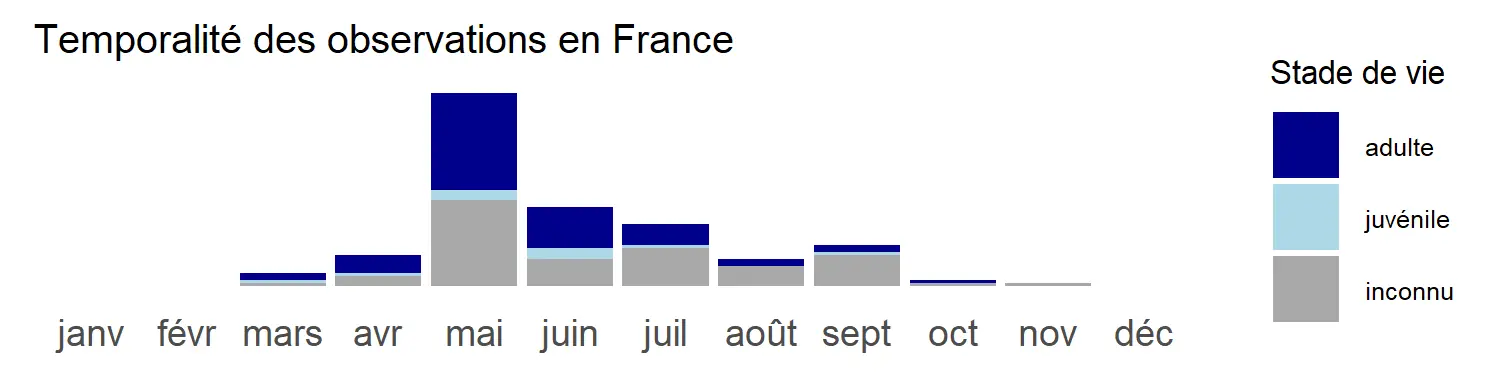 Temporalité des observations en France
Stade de vie
adulte
juvénile
inconnu
janv févr mars avr mai juin juil août sept oct nov déc